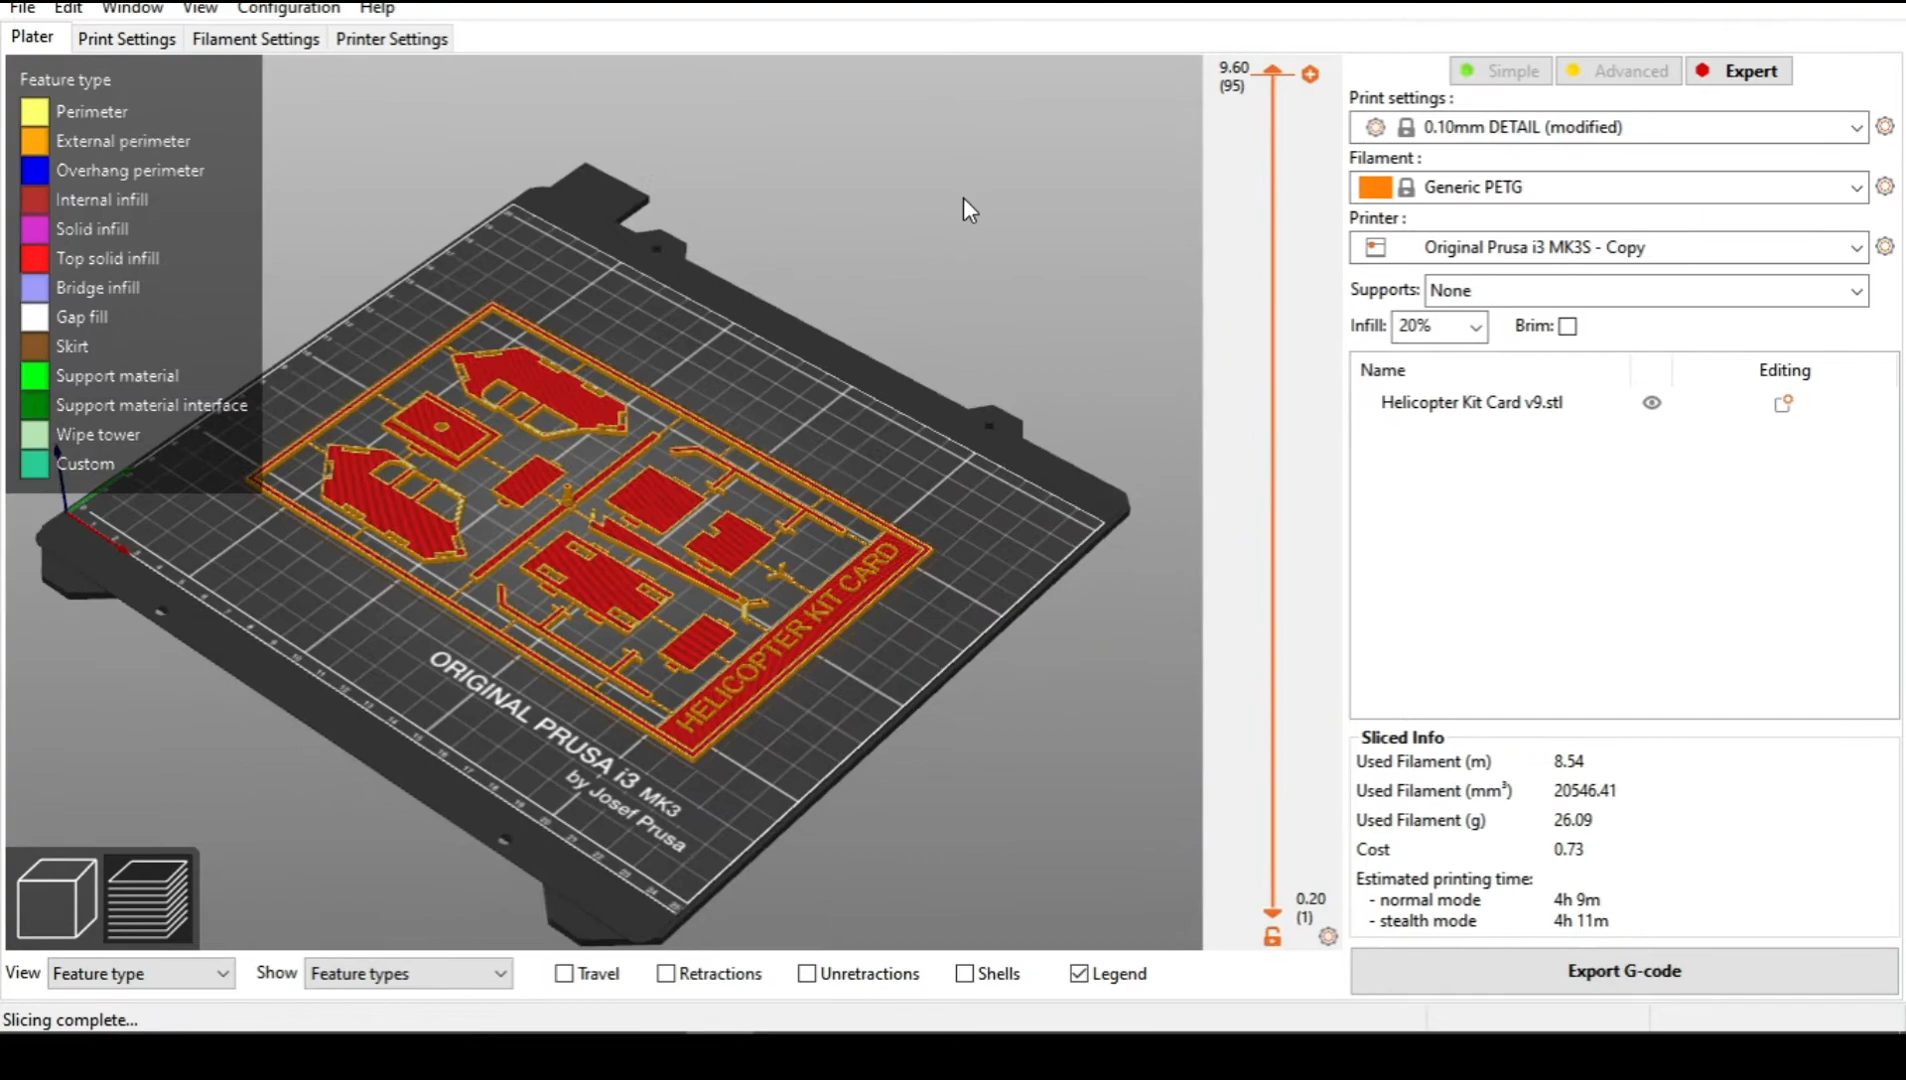 File Edit Window View Configuration Help
Plater Print Settings Filament Settings Printer Settings
Feature type
Perimeter
External perimeter
Overhang perimeter
Internal infill
Solid infill
Top solid infill
Bridge infill
Gap fill
Skirt
Support material
Support material interface
Wipe tower
Custom
HELICOPTER KIT CARD
ORIGINAL PRUSA i3 MK3
by Josef Prusa
9.60
(95)
0.20
(1)
Simple Advanced Expert
Print settings :
0.10mm DETAIL (modified)
Filament :
Generic PETG
Printer :
Original Prusa i3 MK3S - Copy
Supports: None
Infill: 20% Brim:
Name Editing
Helicopter Kit Card v9.stl
Sliced Info
Used Filament (m) 8.54
Used Filament (mm³) 20546.41
Used Filament (g) 26.09
Cost 0.73
Estimated printing time:
- normal mode 4h 9m
- stealth mode 4h 11m
Export G-code
View Feature type Show Feature types Travel Retractions Unretractions Shells Legend
Slicing complete...